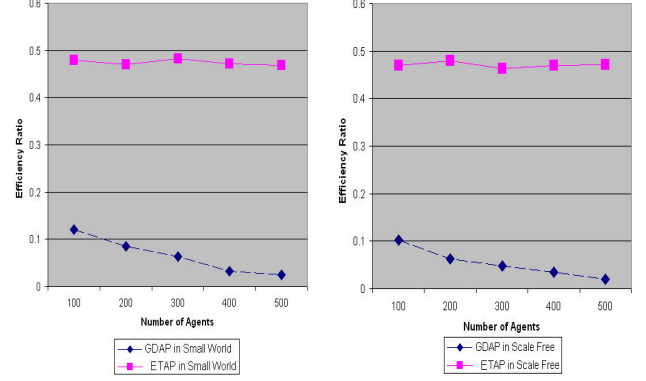 0.6
0.5
0.4
0.3
0.2
0.1
0
Efficiency Ratio
100 200 300 400 500
Number of Agents
GDAP in Small World
ETAP in Small World
0.6
0.5
0.4
0.3
0.2
0.1
0
Efficiency Ratio
100 200 300 400 500
Number of Agents
GDAP in Scale Free
ETAP in Scale Free